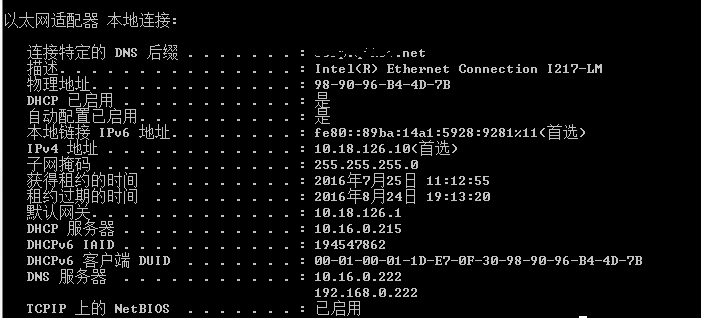 以太网适配器 本地连接:
连接特定的 DNS 后缀 . . . . . . . : .net
描述. . . . . . . . . . . . . . . : Intel(R) Ethernet Connection I217-LM
物理地址. . . . . . . . . . . . . : 98-90-96-B4-4D-7B
DHCP 已启用 . . . . . . . . . . . : 是
自动配置已启用. . . . . . . . . . : 是
本地链接 IPv6 地址. . . . . . . . : fe80::89ba:14a1:5928:9281%11(首选)
IPv4 地址 . . . . . . . . . . . . : 10.18.126.10(首选)
子网掩码 . . . . . . . . . . . . : 255.255.255.0
获得租约的时间 . . . . . . . . . : 2016年7月25日 11:12:55
租约过期的时间 . . . . . . . . . : 2016年8月24日 19:13:20
默认网关. . . . . . . . . . . . . : 10.18.126.1
DHCP 服务器 . . . . . . . . . . . : 10.16.0.215
DHCPv6 IAID . . . . . . . . . . . : 194547862
DHCPv6 客户端 DUID . . . . . . . : 00-01-00-01-1D-E7-0F-30-98-90-96-B4-4D-7B
DNS 服务器 . . . . . . . . . . . : 10.16.0.222
192.168.0.222
TCPIP 上的 NetBIOS . . . . . . . : 已启用